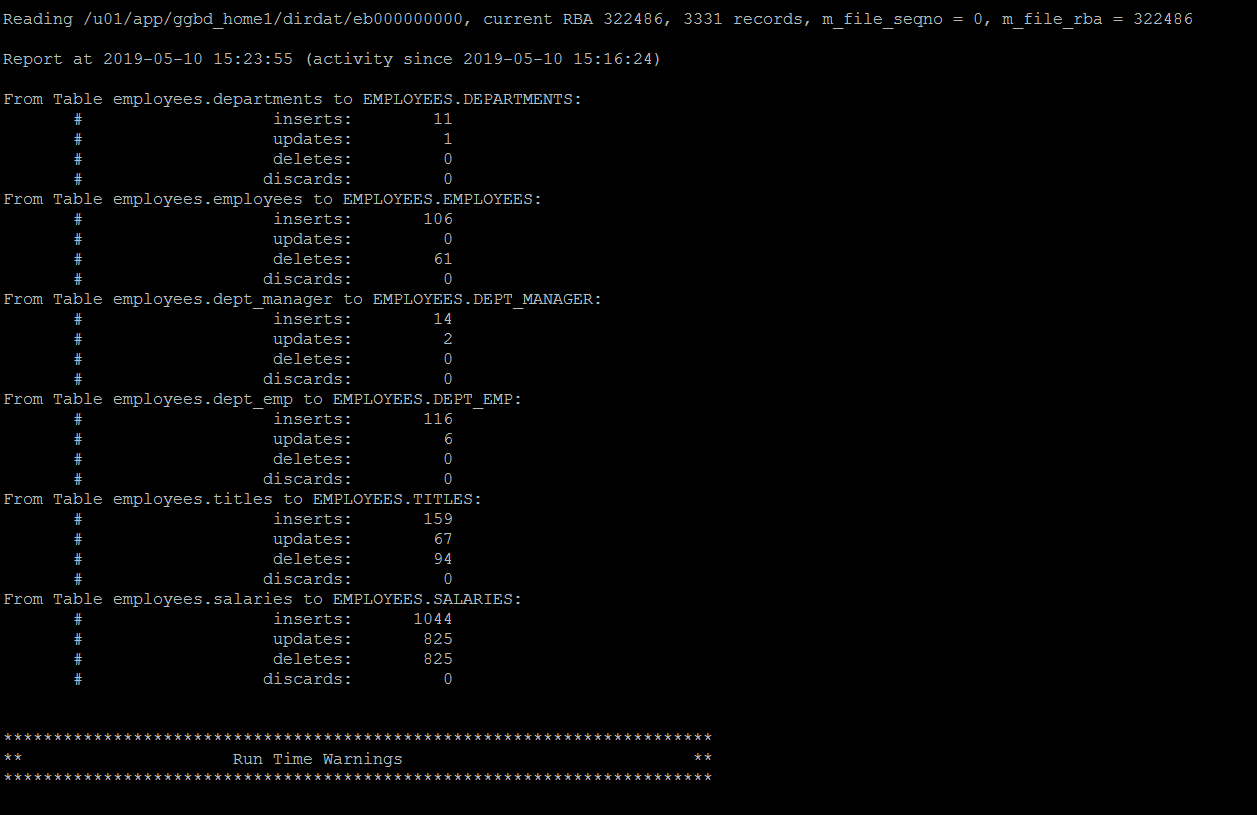 Reading /u01/app/ggbd_home1/dirdat/eb000000000, current RBA 322486, 3331 records, m_file_seqno = 0, m_file_rba = 322486
Report at 2019-05-10 15:23:55 (activity since 2019-05-10 15:16:24)
From Table employees.departments to EMPLOYEES.DEPARTMENTS:
# inserts: 11
# updates: 1
# deletes: 0
# discards: 0
From Table employees.employees to EMPLOYEES.EMPLOYEES:
# inserts: 106
# updates: 0
# deletes: 61
# discards: 0
From Table employees.dept_manager to EMPLOYEES.DEPT_MANAGER:
# inserts: 14
# updates: 2
# deletes: 0
# discards: 0
From Table employees.dept_emp to EMPLOYEES.DEPT_EMP:
# inserts: 116
# updates: 6
# deletes: 0
# discards: 0
From Table employees.titles to EMPLOYEES.TITLES:
# inserts: 159
# updates: 67
# deletes: 94
# discards: 0
From Table employees.salaries to EMPLOYEES.SALARIES:
# inserts: 1044
# updates: 825
# deletes: 825
# discards: 0
***********************************************************************
** Run Time Warnings **
***********************************************************************